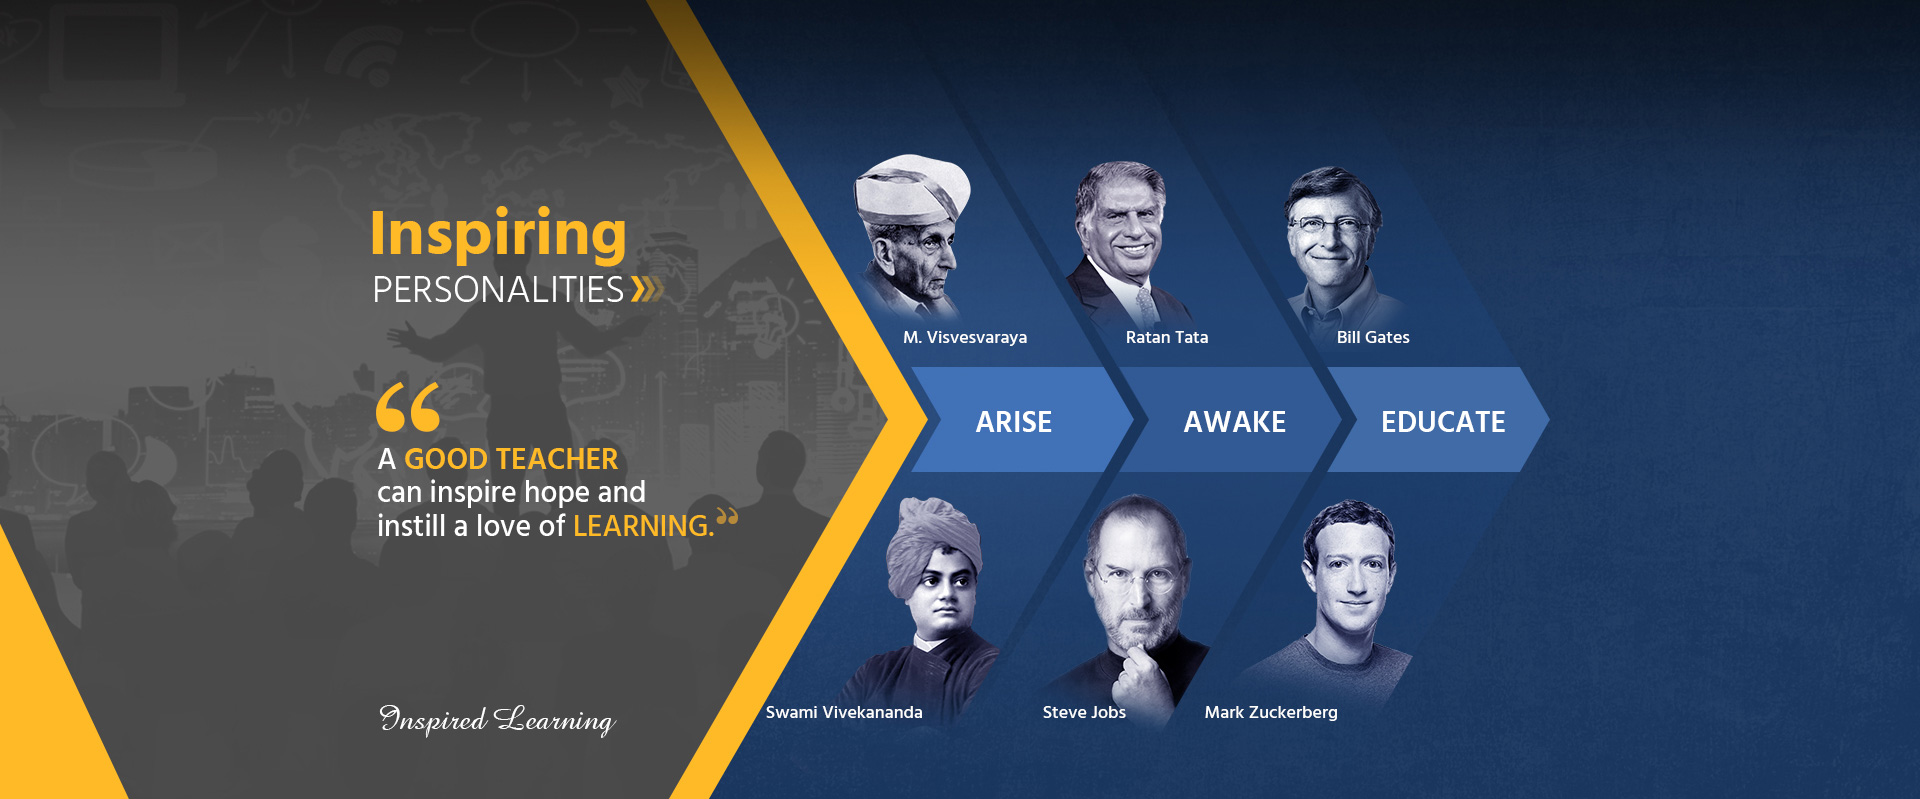 Inspiring
PERSONALITIES
“
A GOOD TEACHER
can inspire hope and
instill a love of LEARNING.”
Inspired Learning
M. Visvesvaraya
Ratan Tata
Bill Gates
ARISE
AWAKE
EDUCATE
Swami Vivekananda
Steve Jobs
Mark Zuckerberg
90%